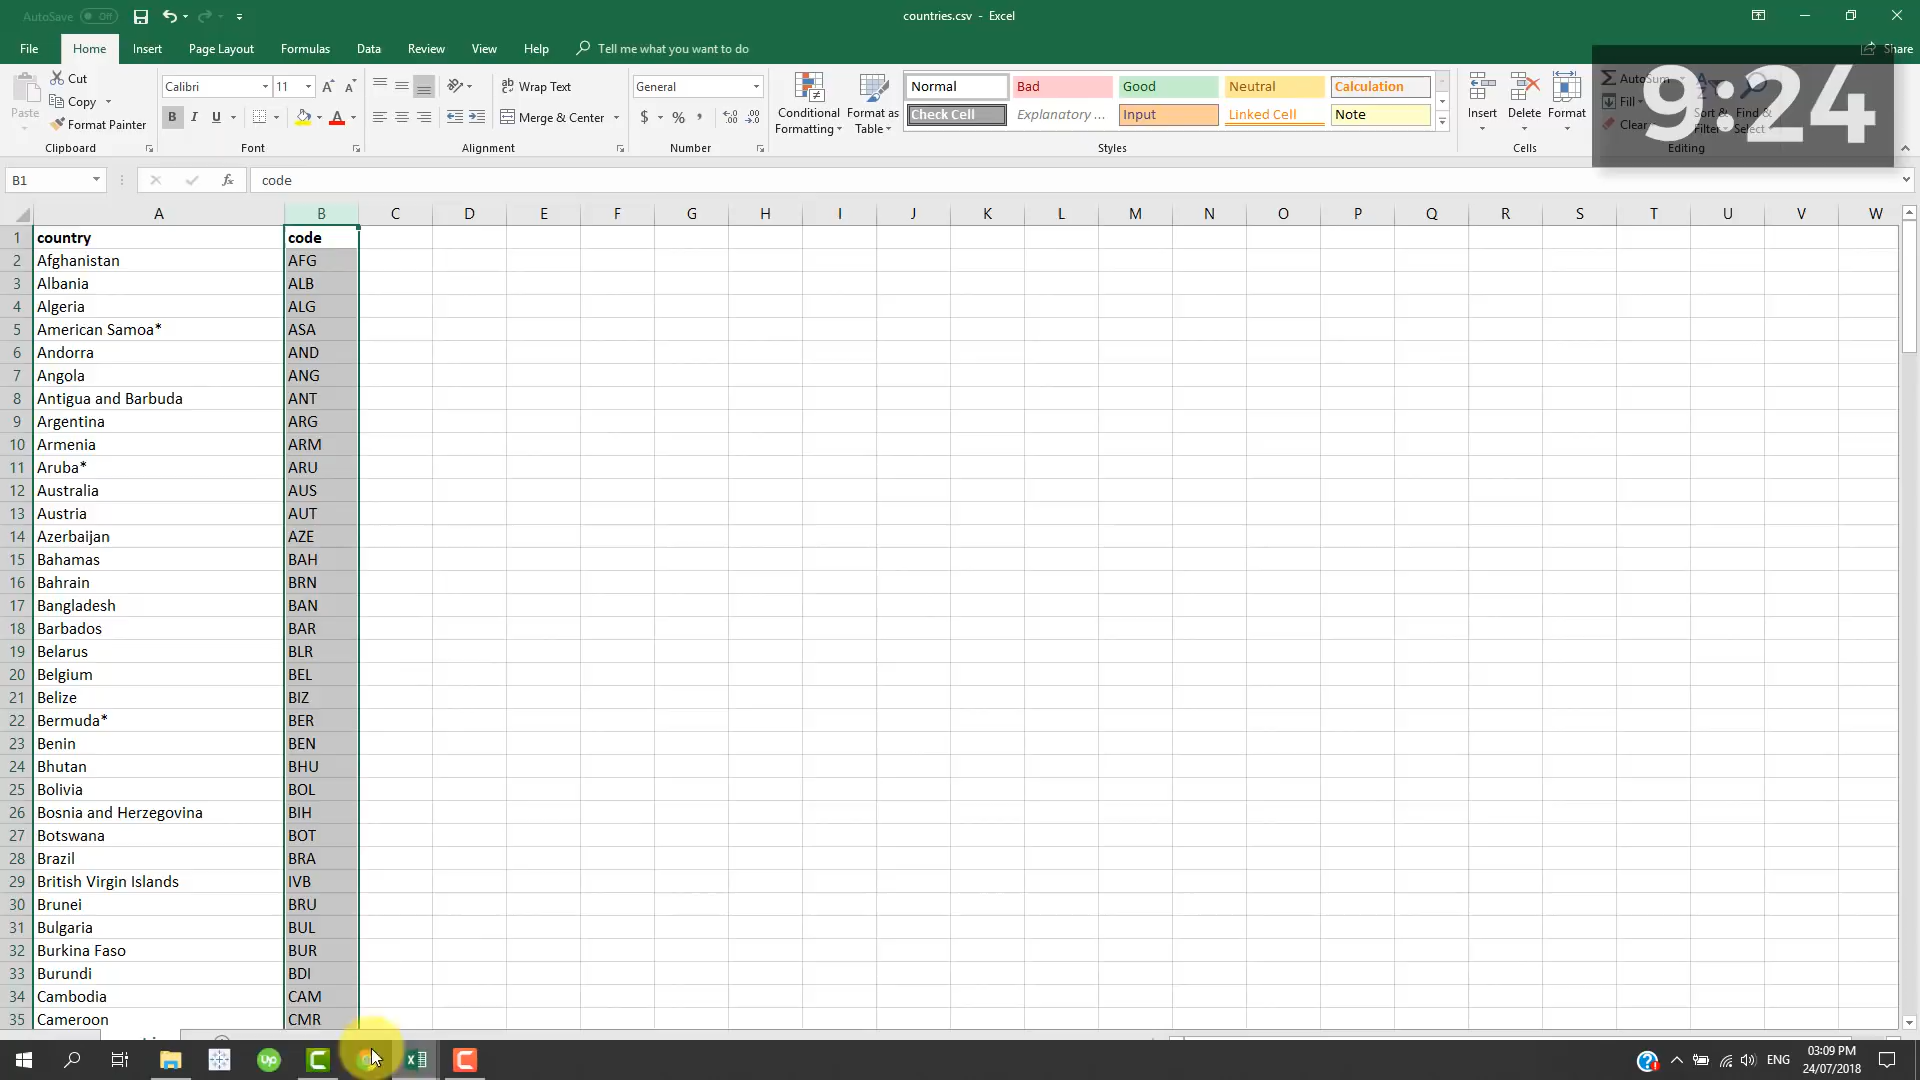 AutoSave Off countries.csv - Excel
File Home Insert Page Layout Formulas Data Review View Help Tell me what you want to do Share
Paste Cut Copy Format Painter Clipboard
Calibri 11 A A B I U A Font
Wrap Text Merge & Center Alignment
General $ % , Number
Conditional Formatting Format as Table
Normal Bad Good Neutral Calculation
Check Cell Explanatory ... Input Linked Cell Note
Styles
Insert Delete Format Cells
AutoSum Fill Clear Sort & Filter Find & Select Editing
9:24
B1 fx code
A B C D E F G H I J K L M N O P Q R S T U V W
1 country code
2 Afghanistan AFG
3 Albania ALB
4 Algeria ALG
5 American Samoa* ASA
6 Andorra AND
7 Angola ANG
8 Antigua and Barbuda ANT
9 Argentina ARG
10 Armenia ARM
11 Aruba* ARU
12 Australia AUS
13 Austria AUT
14 Azerbaijan AZE
15 Bahamas BAH
16 Bahrain BRN
17 Bangladesh BAN
18 Barbados BAR
19 Belarus BLR
20 Belgium BEL
21 Belize BIZ
22 Bermuda* BER
23 Benin BEN
24 Bhutan BHU
25 Bolivia BOL
26 Bosnia and Herzegovina BIH
27 Botswana BOT
28 Brazil BRA
29 British Virgin Islands IVB
30 Brunei BRU
31 Bulgaria BUL
32 Burkina Faso BUR
33 Burundi BDI
34 Cambodia CAM
35 Cameroon CMR
Up ENG 03:09 PM
24/07/2018